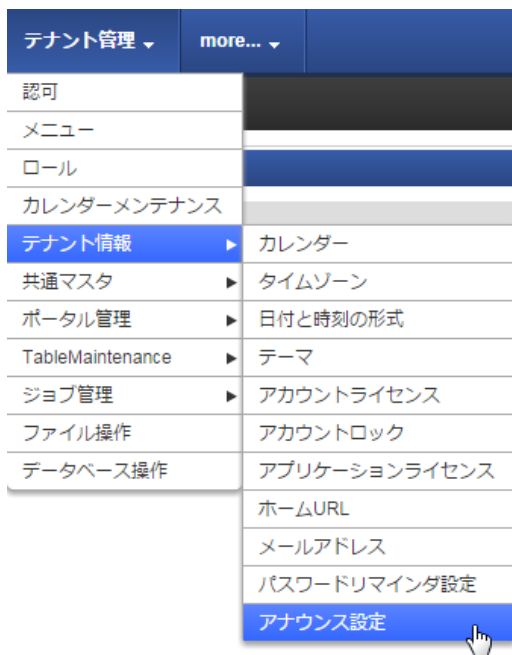 テナント管理
more...
認可
メニュー
ロール
カレンダーメンテナンス
テナント情報
共通マスタ
ポータル管理
TableMaintenance
ジョブ管理
ファイル操作
データベース操作
カレンダー
タイムゾーン
日付と時刻の形式
テーマ
アカウントライセンス
アカウントロック
アプリケーションライセンス
ホームURL
メールアドレス
パスワードリマインダ設定
アナウンス設定